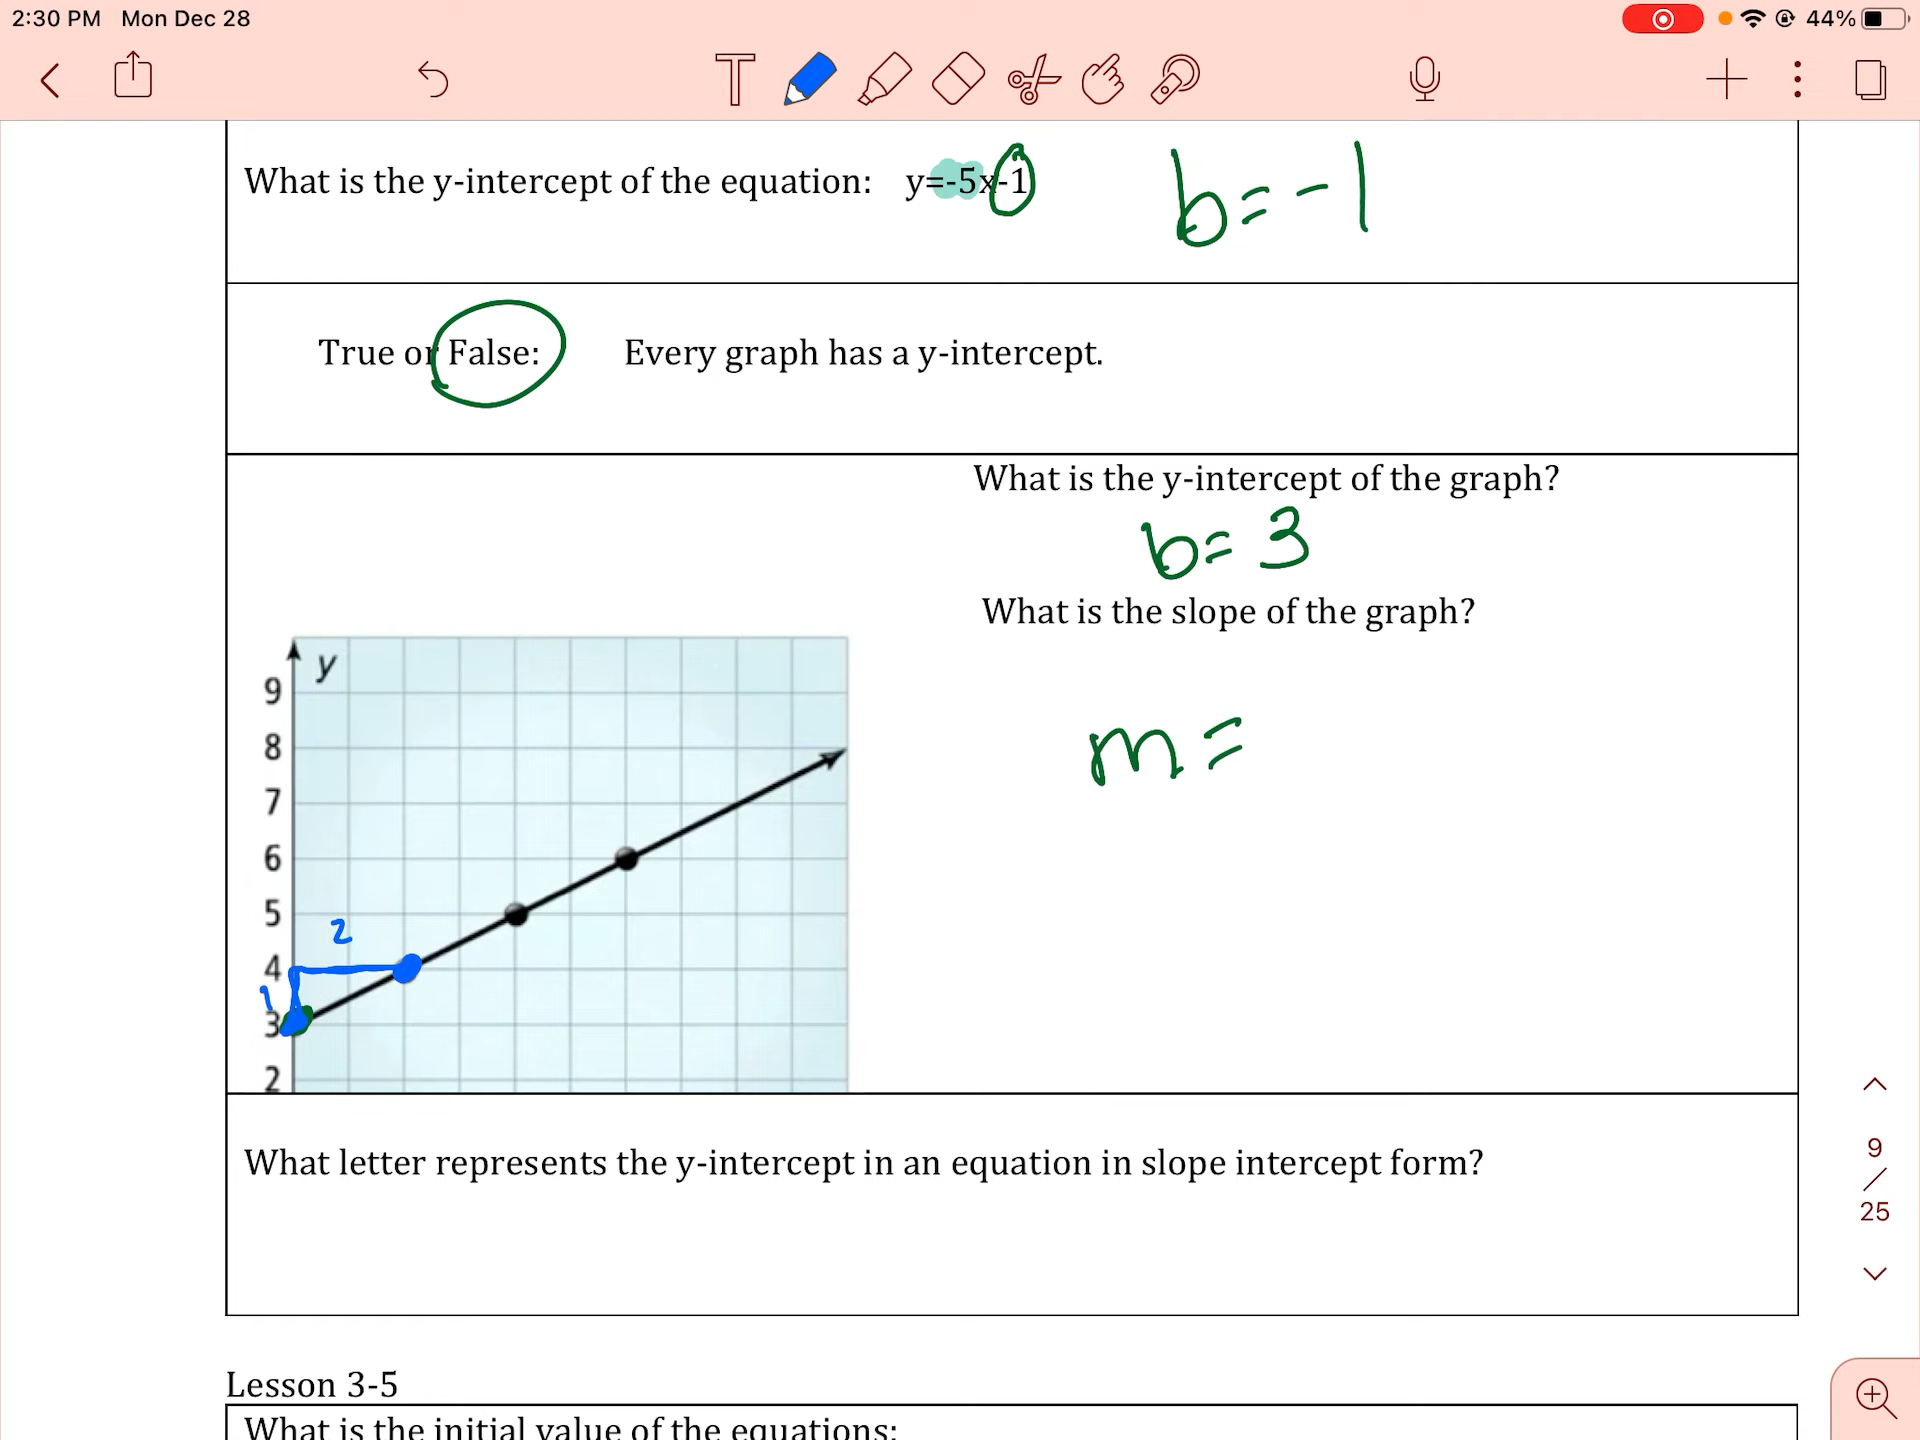 2:30 PM Mon Dec 28 44%
T
What is the y-intercept of the equation: y=-5x-1 b=-1
True or False: Every graph has a y-intercept.
What is the y-intercept of the graph?
b=3
What is the slope of the graph?
m=
y
9
8
7
6
5
2
4
1
3
2
What letter represents the y-intercept in an equation in slope intercept form?
9
/
25
Lesson 3-5
What is the initial value of the equations: